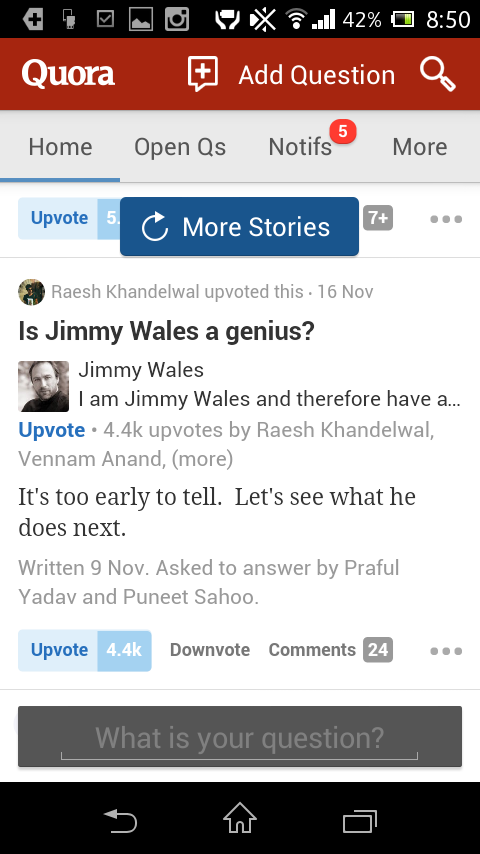 42% 8:50
Quora Add Question
Home Open Qs Notifs 5 More
Upvote 5. More Stories 7+
Raesh Khandelwal upvoted this · 16 Nov
Is Jimmy Wales a genius?
Jimmy Wales
I am Jimmy Wales and therefore have a...
Upvote • 4.4k upvotes by Raesh Khandelwal,
Vennam Anand, (more)
It's too early to tell. Let's see what he
does next.
Written 9 Nov. Asked to answer by Praful
Yadav and Puneet Sahoo.
Upvote 4.4k Downvote Comments 24
What is your question?